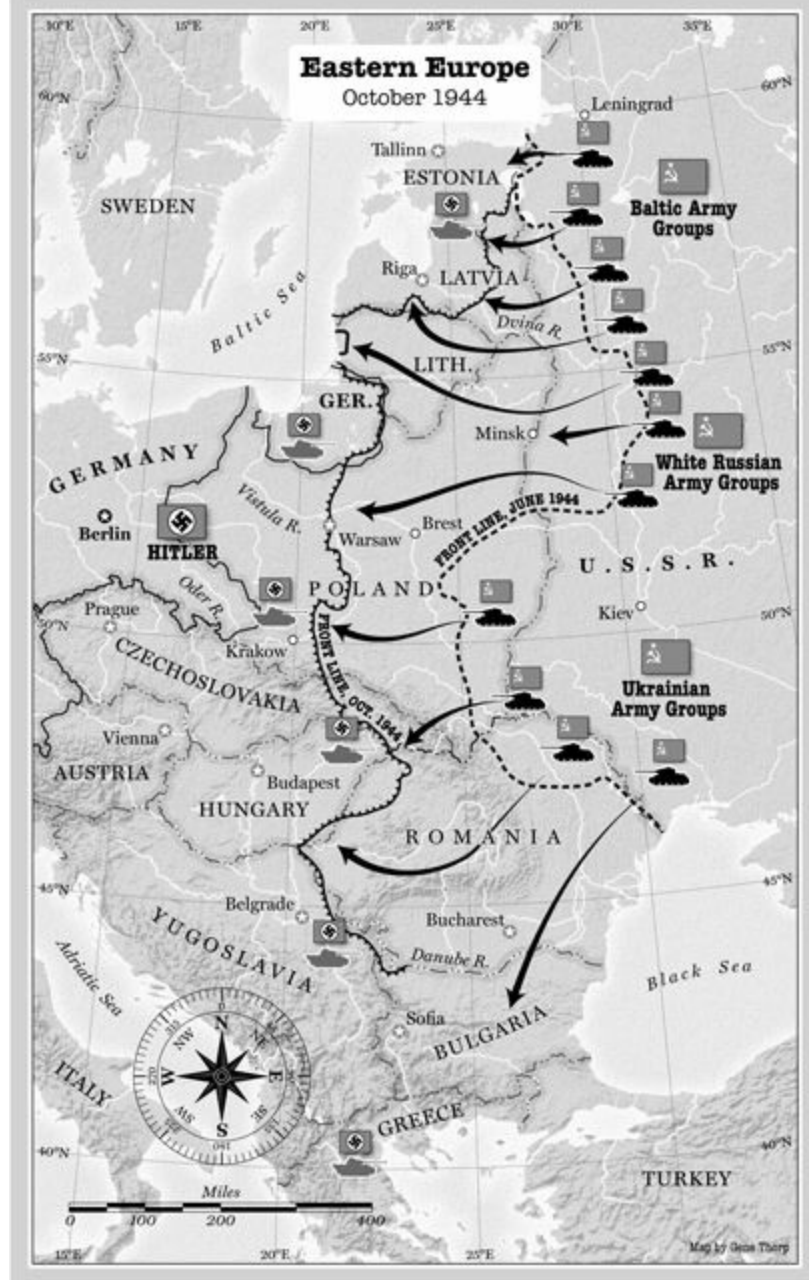 10°E
15°E
20°E
25°E
30°E
35°E
Eastern Europe
October 1944
60°N
60°N
Leningrad
Tallinn
ESTONIA
SWEDEN
Baltic Army
Groups
Riga
LATVIA
Baltic Sea
Dvina R.
55°N
55°N
LITH.
GER.
Minsk
GERMANY
White Russian
Army Groups
Vistula R.
FRONT LINE, JUNE 1944
Berlin
Brest
Warsaw
HITLER
U.S.S.R.
POLAND
Oder R.
Prague
Kiev
50°N
50°N
Krakow
FRONT LINE, OCT. 1944
CZECHOSLOVAKIA
Ukrainian
Army Groups
Vienna
AUSTRIA
Budapest
HUNGARY
ROMANIA
45°N
45°N
Belgrade
Bucharest
YUGOSLAVIA
Danube R.
Adriatic Sea
Black Sea
Sofia
BULGARIA
N
NW
NE
W
E
SW
SE
S
ITALY
GREECE
40°N
40°N
TURKEY
Miles
0 100 200 400
Map by Gene Thorp
15°E
20°E
25°E